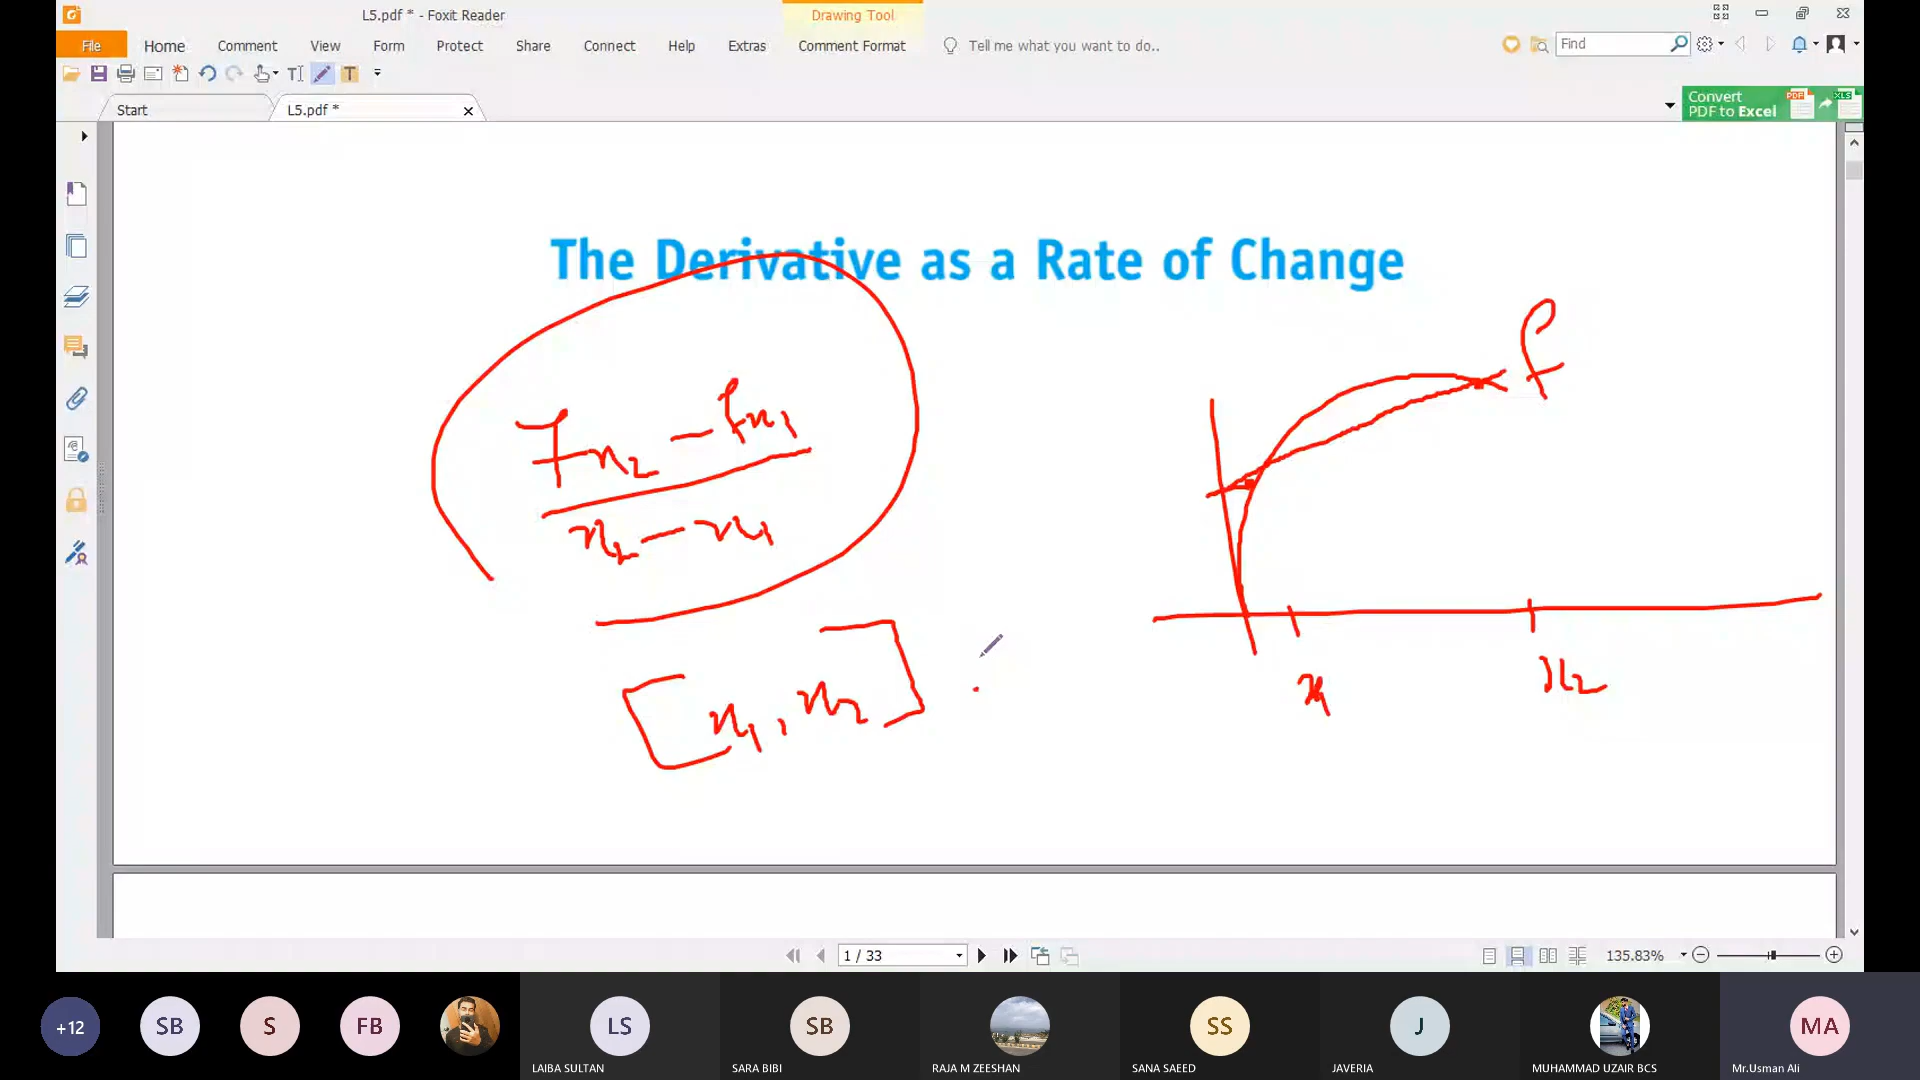 L5.pdf * - Foxit Reader
Drawing Tool
File Home Comment View Form Protect Share Connect Help Extras Comment Format Tell me what you want to do.. Find
Start L5.pdf * Convert PDF to Excel
The Derivative as a Rate of Change
f
fx2 - fx1
x2 - x1
[x1, x2]
x1 x2
1 / 33 135.83%
+12 SB S FB LS SB SS J MA
LAIBA SULTAN SARA BIBI RAJA M ZEESHAN SANA SAEED JAVERIA MUHAMMAD UZAIR BCS Mr.Usman Ali